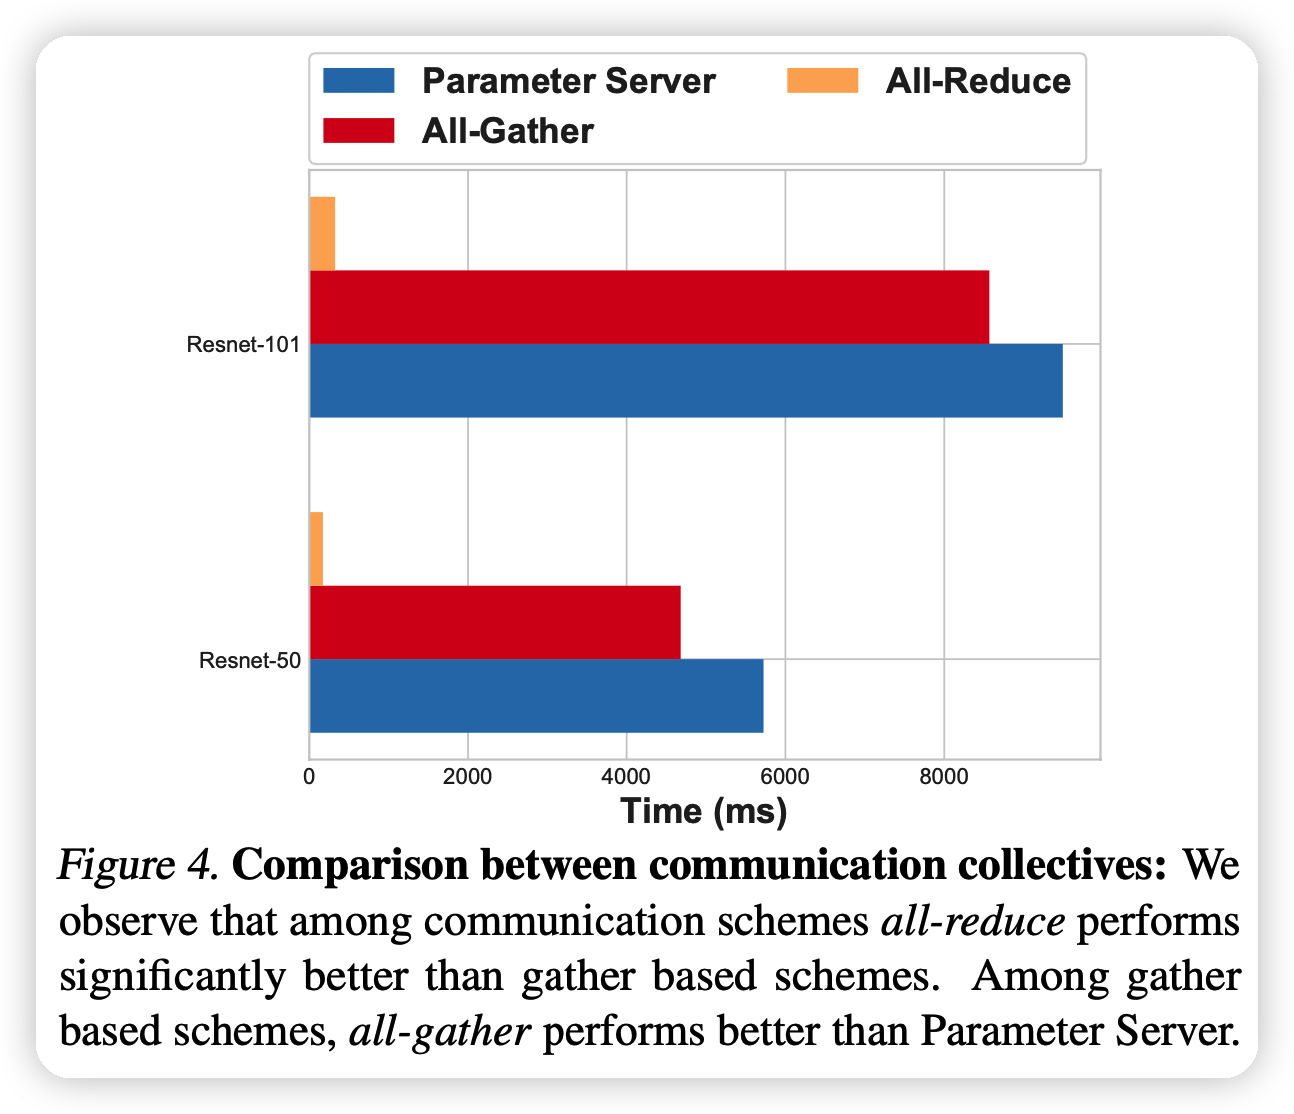 Parameter Server
All-Reduce
All-Gather
Resnet-101
Resnet-50
0 2000 4000 6000 8000
Time (ms)
Figure 4. Comparison between communication collectives: We
observe that among communication schemes all-reduce performs
significantly better than gather based schemes. Among gather
based schemes, all-gather performs better than Parameter Server.